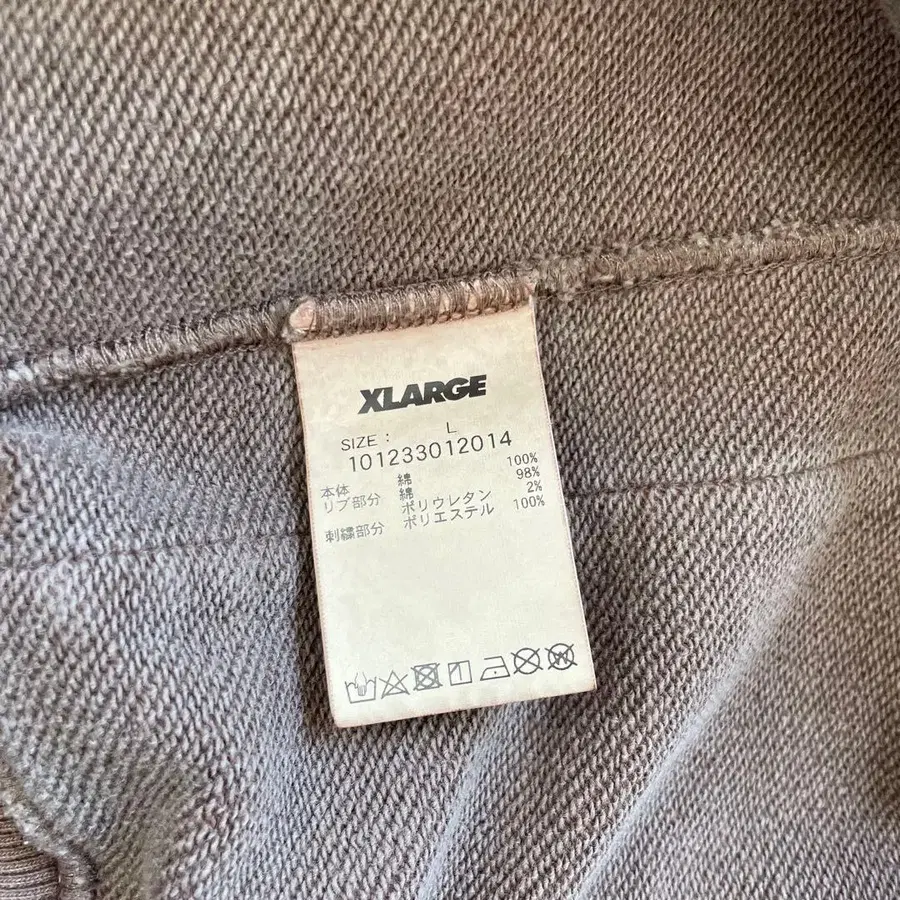 XLARGE
SIZE : L
101233012014
本体 綿 100%
リブ部分 綿 98%
ポリウレタン 2%
刺繍部分 ポリエステル 100%